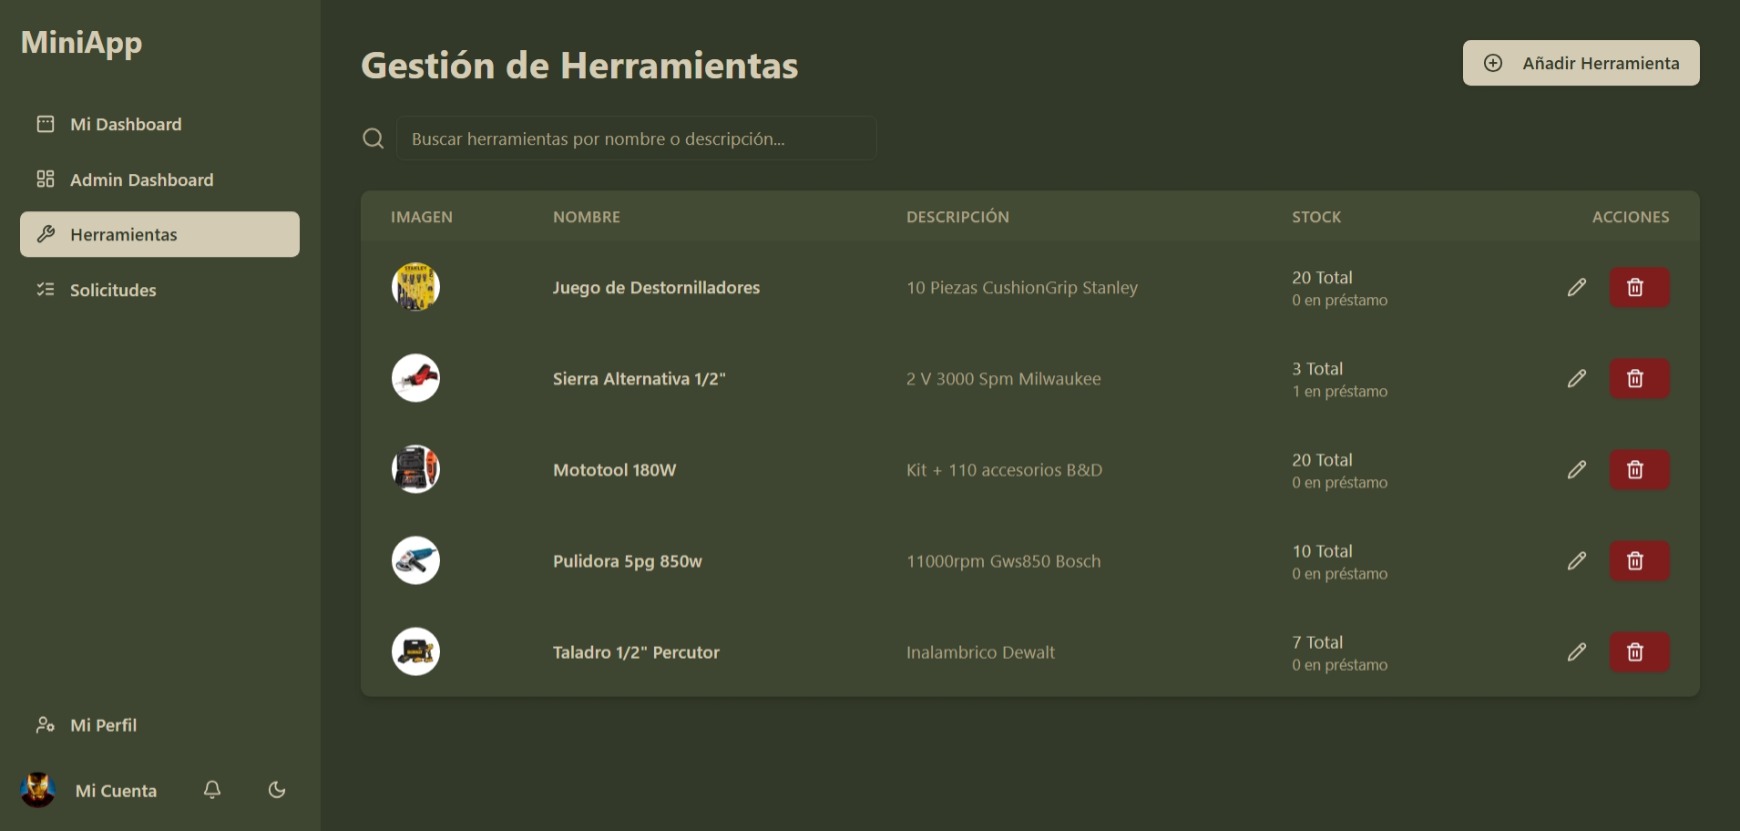 MiniApp
Mi Dashboard
Admin Dashboard
Herramientas
Solicitudes
Mi Perfil
Mi Cuenta
Gestión de Herramientas
Añadir Herramienta
Buscar herramientas por nombre o descripción...
IMAGEN NOMBRE DESCRIPCIÓN STOCK ACCIONES
STANLEY
Juego de Destornilladores 10 Piezas CushionGrip Stanley 20 Total
0 en préstamo
Sierra Alternativa 1/2" 2 V 3000 Spm Milwaukee 3 Total
1 en préstamo
Mototool 180W Kit + 110 accesorios B&D 20 Total
0 en préstamo
Pulidora 5pg 850w 11000rpm Gws850 Bosch 10 Total
0 en préstamo
Taladro 1/2" Percutor Inalambrico Dewalt 7 Total
0 en préstamo